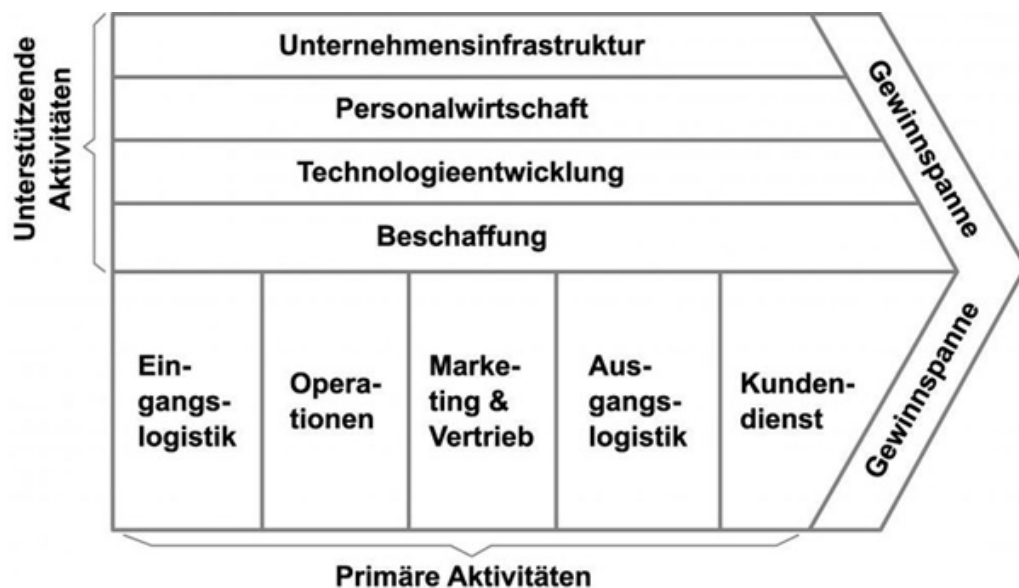 Unterstützende
Aktivitäten
Unternehmensinfrastruktur
Personalwirtschaft
Technologieentwicklung
Beschaffung
Gewinnspanne
Ein-
gangs-
logistik
Opera-
tionen
Marke-
ting &
Vertrieb
Aus-
gangs-
logistik
Kunden-
dienst
Gewinnspanne
Primäre Aktivitäten